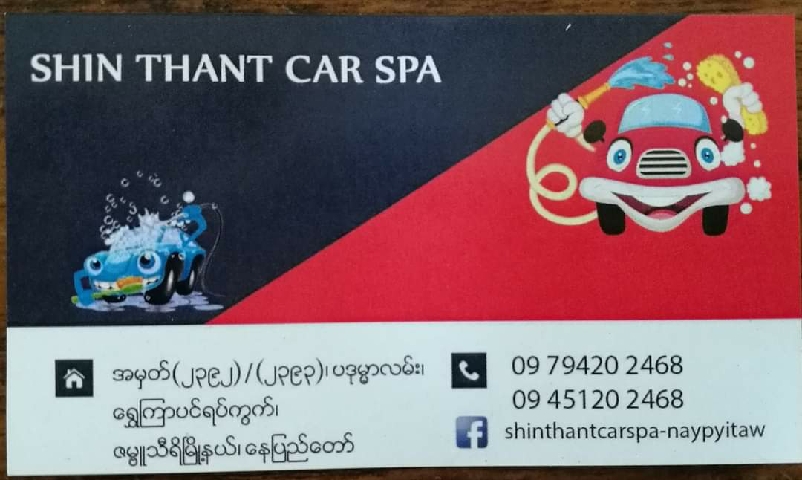 SHIN THANT CAR SPA
အမှတ်(၂၃၉၂)/(၂၃၉၃)၊ပဒုမ္မာလမ်း၊
ရွှေကြာပင်ရပ်ကွက်၊
ဇမ္ဗူသီရိမြို့နယ်၊နေပြည်တော်
09 79420 2468
09 45120 2468
shinthantcarspa-naypyitaw